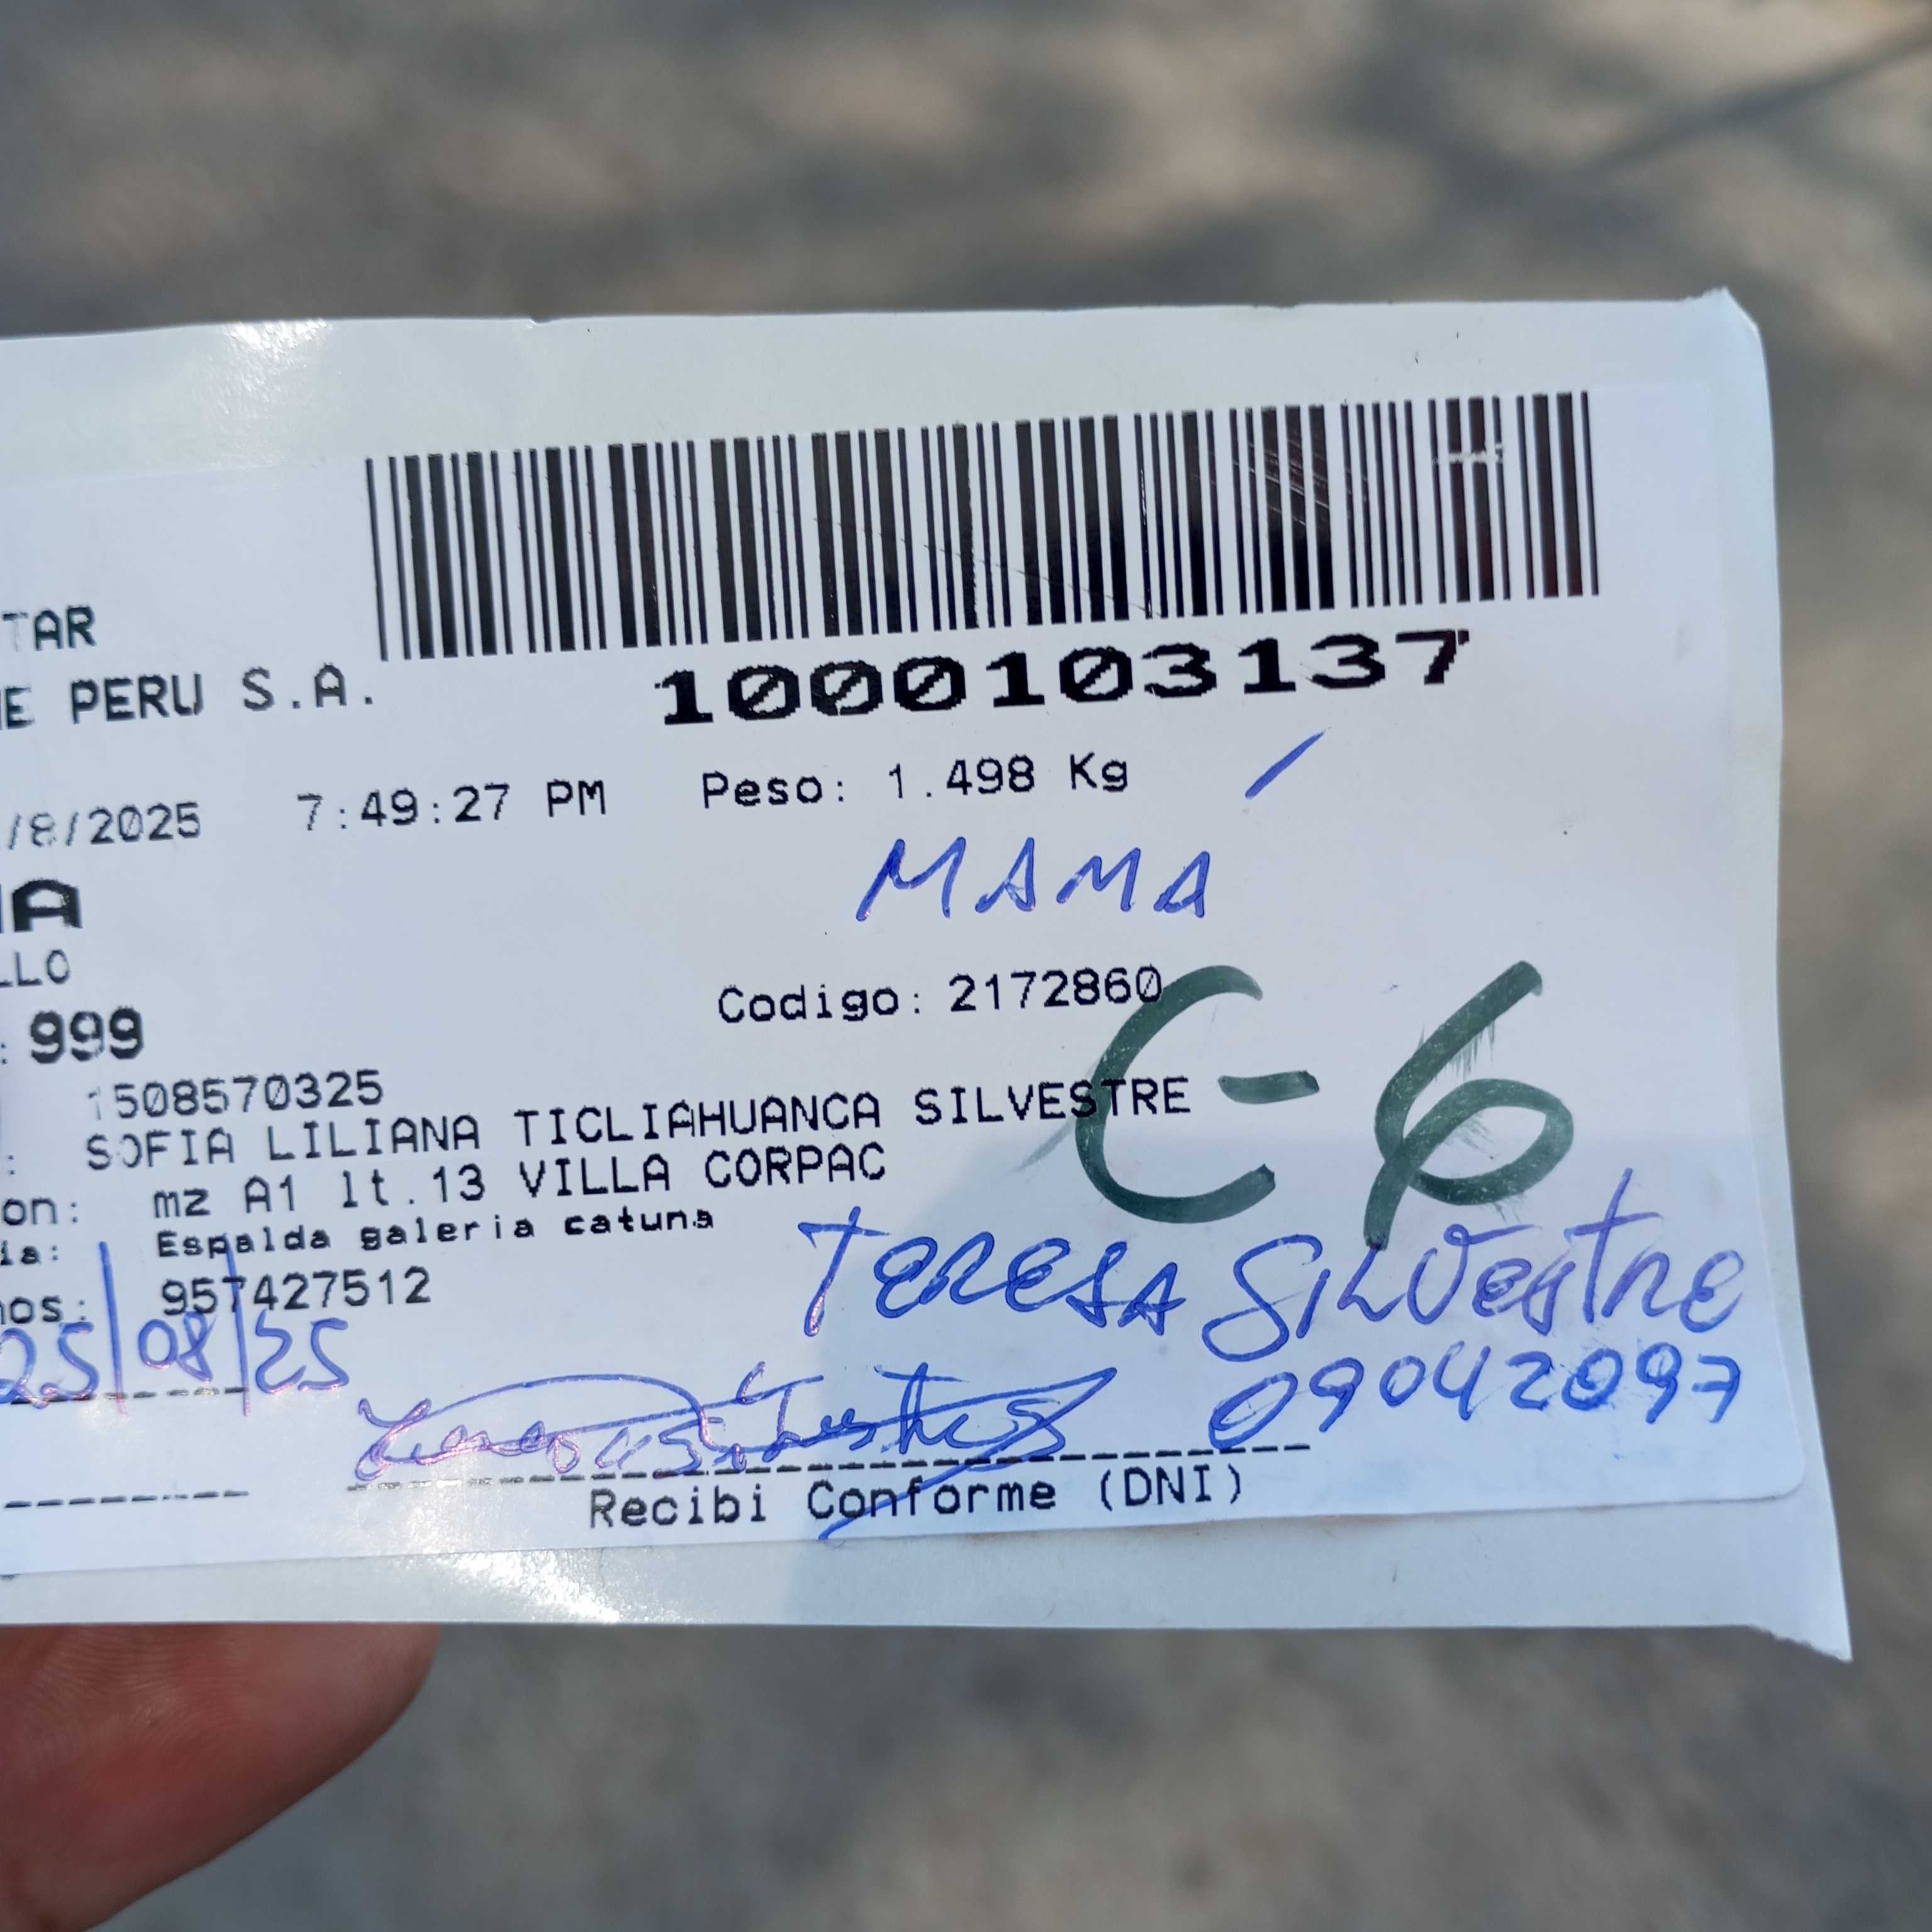 TAR
E PERU S.A.
1000103137
/8/2025 7:49:27 PM Peso: 1.498 Kg
MAMA
A
LLO
Codigo: 2172860
: 999
C-6
1508570325
: SOFIA LILIANA TICLIAHUANCA SILVESTRE
on: mz A1 lt.13 VILLA CORPAC
ia: Espalda galeria catuna
nos: 957427512
TERESA SILVESTRE
25/08/25
09042097
Recibi Conforme (DNI)